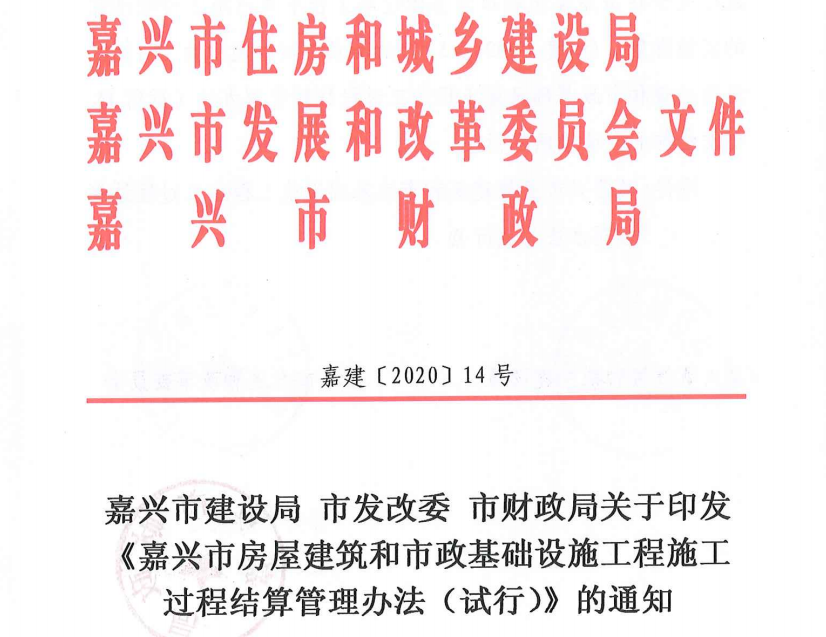 嘉兴市住房和城乡建设局
嘉兴市发展和改革委员会文件
嘉兴市财政局
嘉建〔2020〕14号
嘉兴市建设局 市发改委 市财政局关于印发
《嘉兴市房屋建筑和市政基础设施工程施工
过程结算管理办法（试行）》的通知